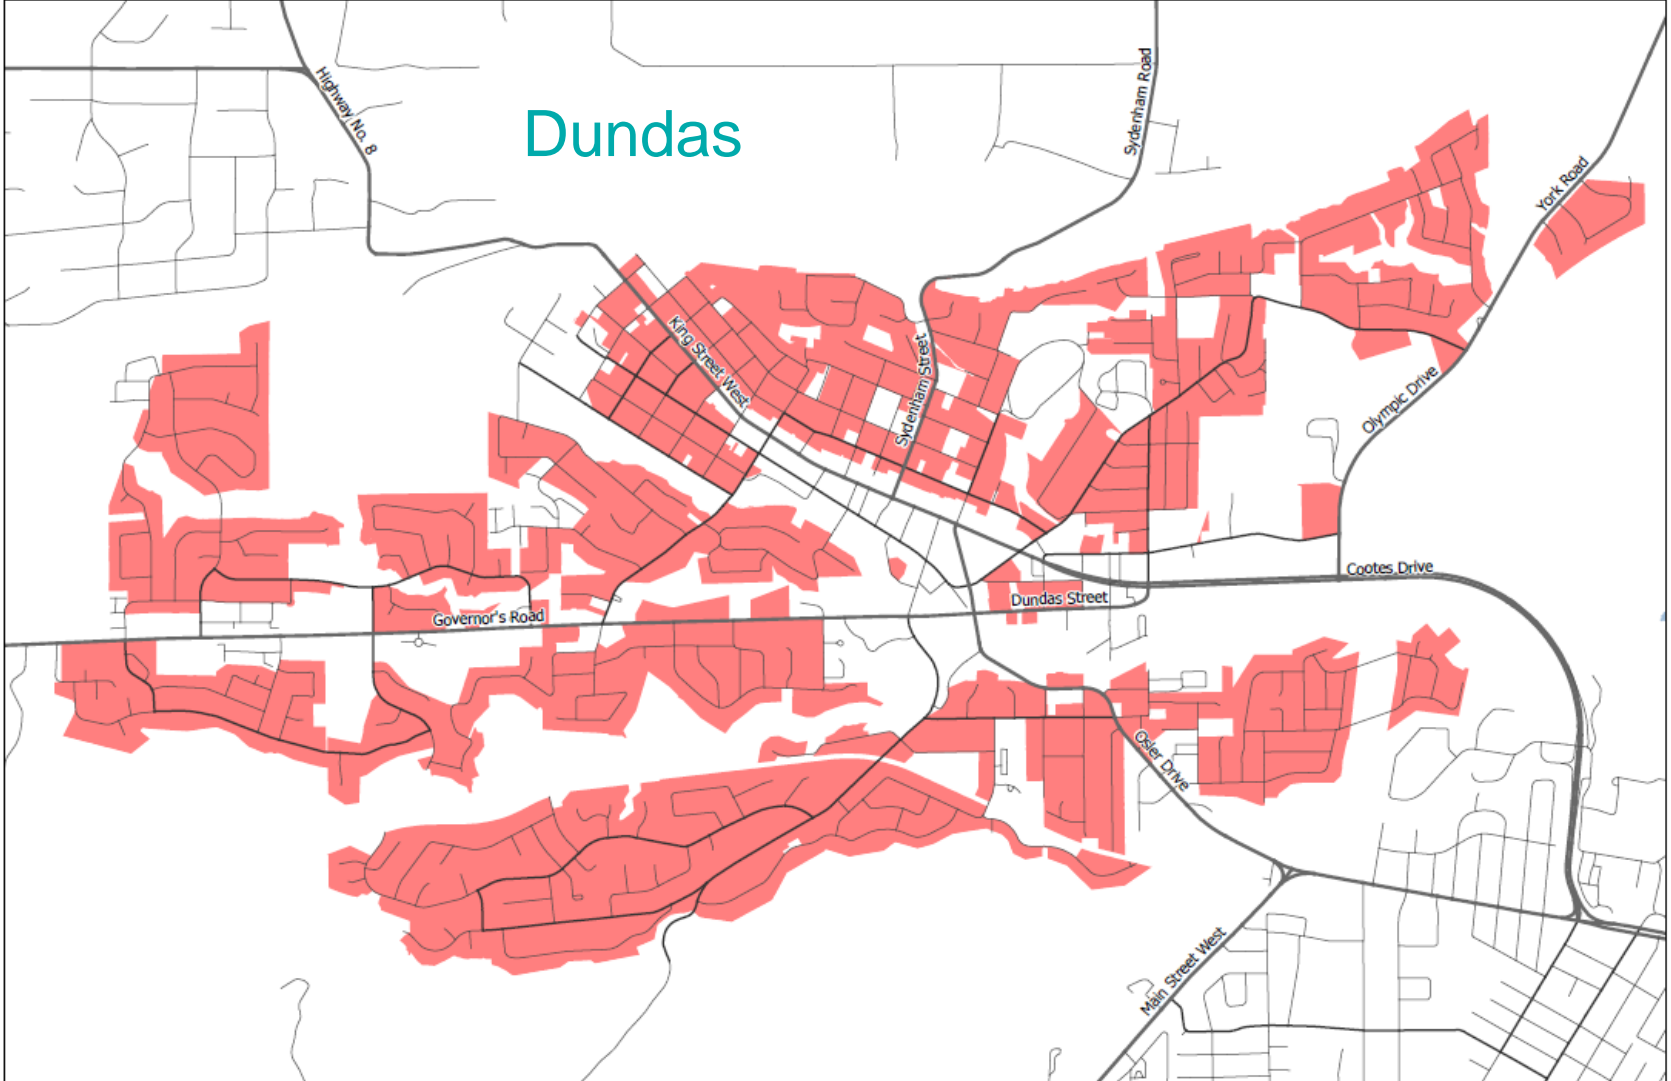 Dundas
Highway No. 8
Sydenham Road
York Road
King Street West
Sydenham Street
Olympic Drive
Cootes Drive
Dundas Street
Governor's Road
Osler Drive
Main Street West